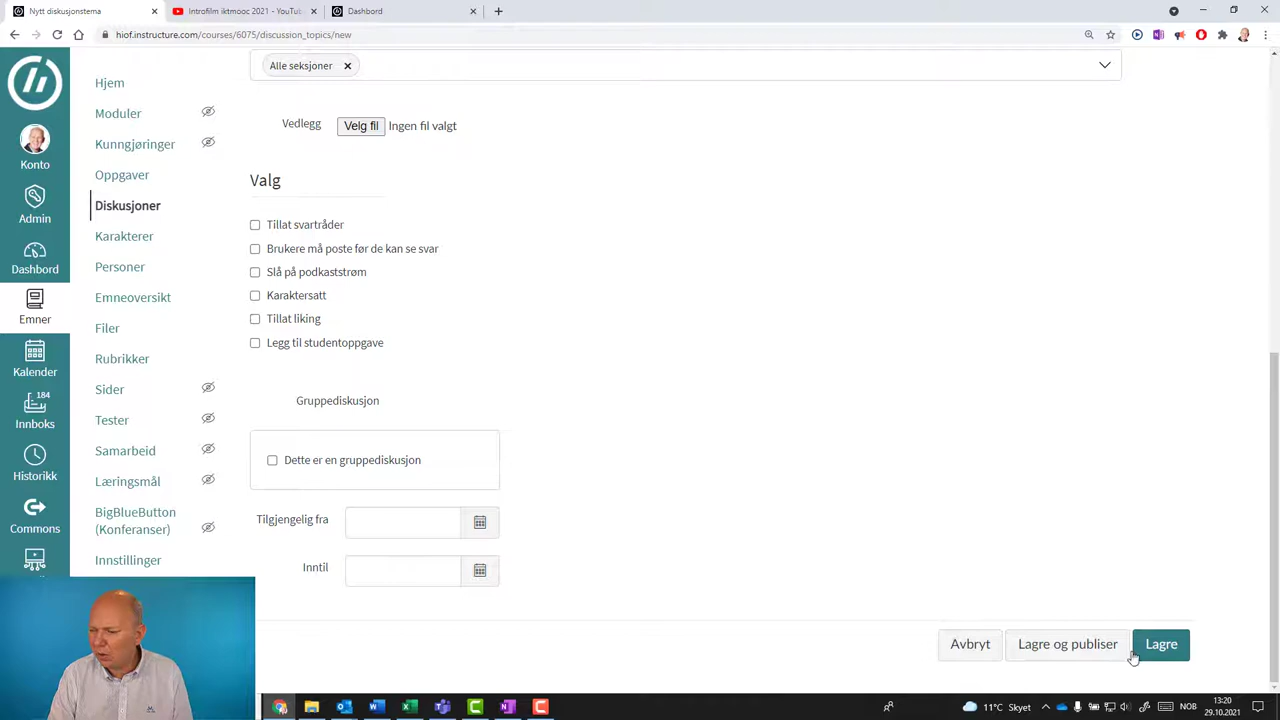 Nytt diskusjonstema
Introfilm iktmooc 2021 - YouTub
Dashbord
hiof.instructure.com/courses/6075/discussion_topics/new
Konto
Admin
Dashbord
Emner
Kalender
184
Innboks
Historikk
Commons
Hjem
Moduler
Kunngjøringer
Oppgaver
Diskusjoner
Karakterer
Personer
Emneoversikt
Filer
Rubrikker
Sider
Tester
Samarbeid
Læringsmål
BigBlueButton
(Konferanser)
Innstillinger
Alle seksjoner
Vedlegg Velg fil Ingen fil valgt
Valg
Tillat svartråder
Brukere må poste før de kan se svar
Slå på podkaststrøm
Karaktersatt
Tillat liking
Legg til studentoppgave
Gruppediskusjon
Dette er en gruppediskusjon
Tilgjengelig fra
Inntil
Avbryt Lagre og publiser Lagre
11°C Skyet NOB 13:20
29.10.2021